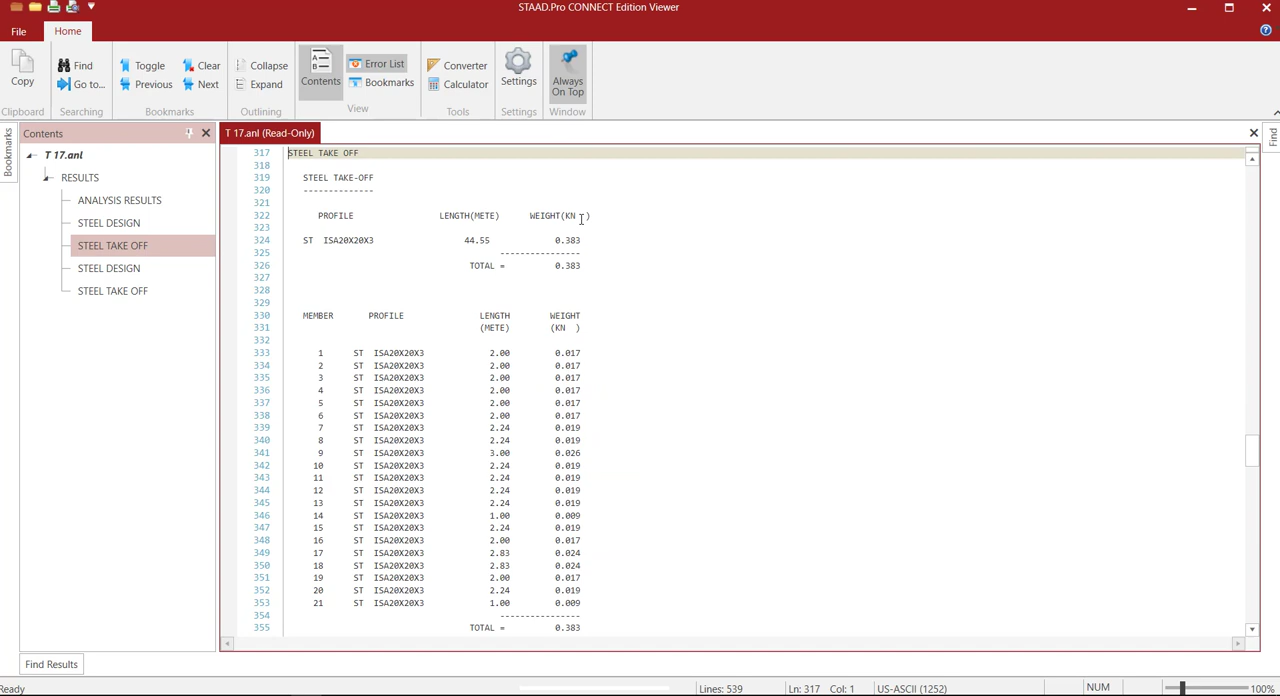 STAAD.Pro CONNECT Edition Viewer
File Home
Copy
Clipboard
Find
Go to...
Searching
Toggle Clear
Previous Next
Bookmarks
Collapse
Expand
Outlining
Contents
Error List
Bookmarks
View
Converter
Calculator
Tools
Settings
Settings
Always
On Top
Window
Bookmarks
Contents
T 17.anl
RESULTS
ANALYSIS RESULTS
STEEL DESIGN
STEEL TAKE OFF
STEEL DESIGN
STEEL TAKE OFF
T 17.anl (Read-Only)
Find
317 STEEL TAKE OFF
318
319 STEEL TAKE-OFF
320 --------------
321
322 PROFILE LENGTH(METE) WEIGHT(KN )
323
324 ST ISA20X20X3 44.55 0.383
325 ----------------
326 TOTAL = 0.383
327
328
329
330 MEMBER PROFILE LENGTH WEIGHT
331 (METE) (KN )
332
333 1 ST ISA20X20X3 2.00 0.017
334 2 ST ISA20X20X3 2.00 0.017
335 3 ST ISA20X20X3 2.00 0.017
336 4 ST ISA20X20X3 2.00 0.017
337 5 ST ISA20X20X3 2.00 0.017
338 6 ST ISA20X20X3 2.00 0.017
339 7 ST ISA20X20X3 2.24 0.019
340 8 ST ISA20X20X3 2.24 0.019
341 9 ST ISA20X20X3 3.00 0.026
342 10 ST ISA20X20X3 2.24 0.019
343 11 ST ISA20X20X3 2.24 0.019
344 12 ST ISA20X20X3 2.24 0.019
345 13 ST ISA20X20X3 2.24 0.019
346 14 ST ISA20X20X3 1.00 0.009
347 15 ST ISA20X20X3 2.24 0.019
348 16 ST ISA20X20X3 2.00 0.017
349 17 ST ISA20X20X3 2.83 0.024
350 18 ST ISA20X20X3 2.83 0.024
351 19 ST ISA20X20X3 2.00 0.017
352 20 ST ISA20X20X3 2.24 0.019
353 21 ST ISA20X20X3 1.00 0.009
354 ----------------
355 TOTAL = 0.383
Find Results
Ready Lines: 539 Ln: 317 Col: 1 US-ASCII (1252) NUM 100%